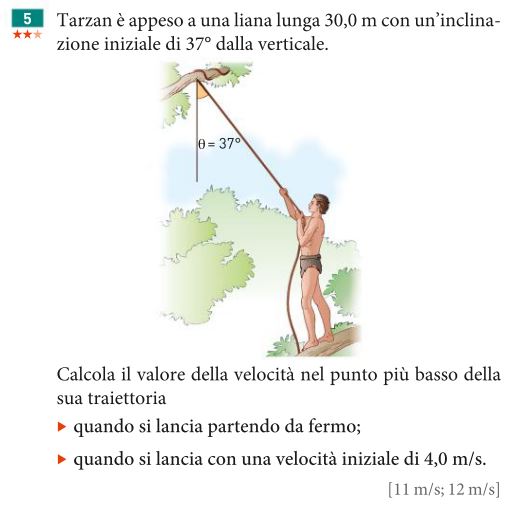 5
Tarzan è appeso a una liana lunga 30,0 m con un'inclina-
zione iniziale di 37° dalla verticale.
θ = 37°
Calcola il valore della velocità nel punto più basso della
sua traiettoria
▶ quando si lancia partendo da fermo;
▶ quando si lancia con una velocità iniziale di 4,0 m/s.
[11 m/s; 12 m/s]